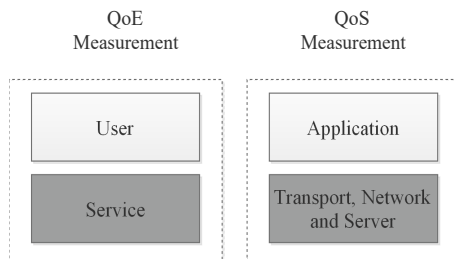 QoE
Measurement
QoS
Measurement
User
Application
Service
Transport, Network
and Server